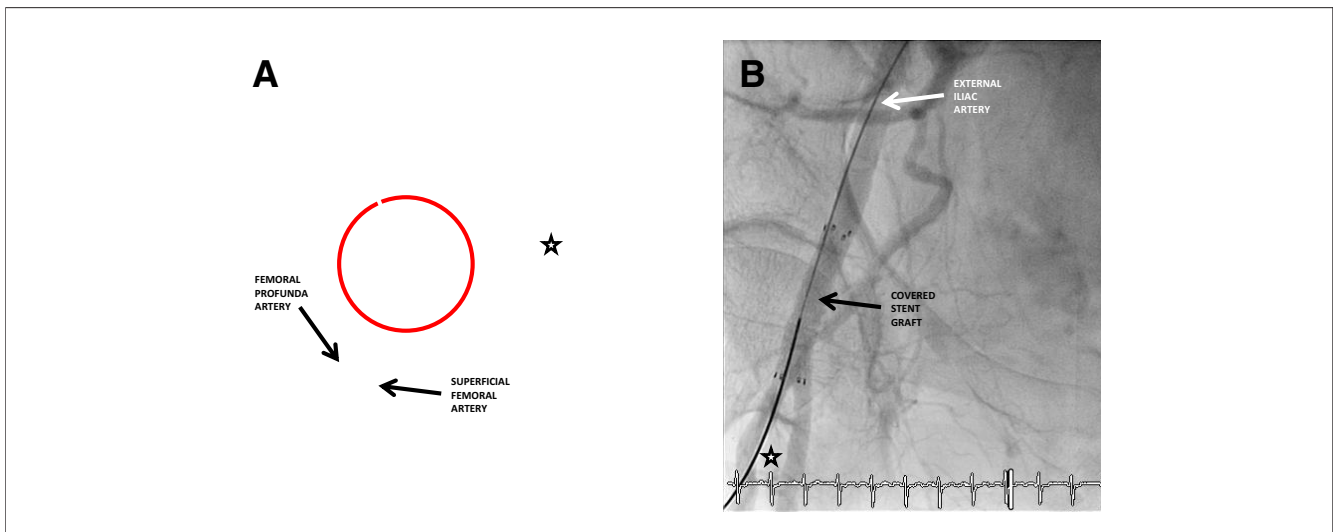 A
FEMORAL
PROFUNDA
ARTERY
SUPERFICIAL
FEMORAL
ARTERY
B
EXTERNAL
ILIAC
ARTERY
COVERED
STENT
GRAFT